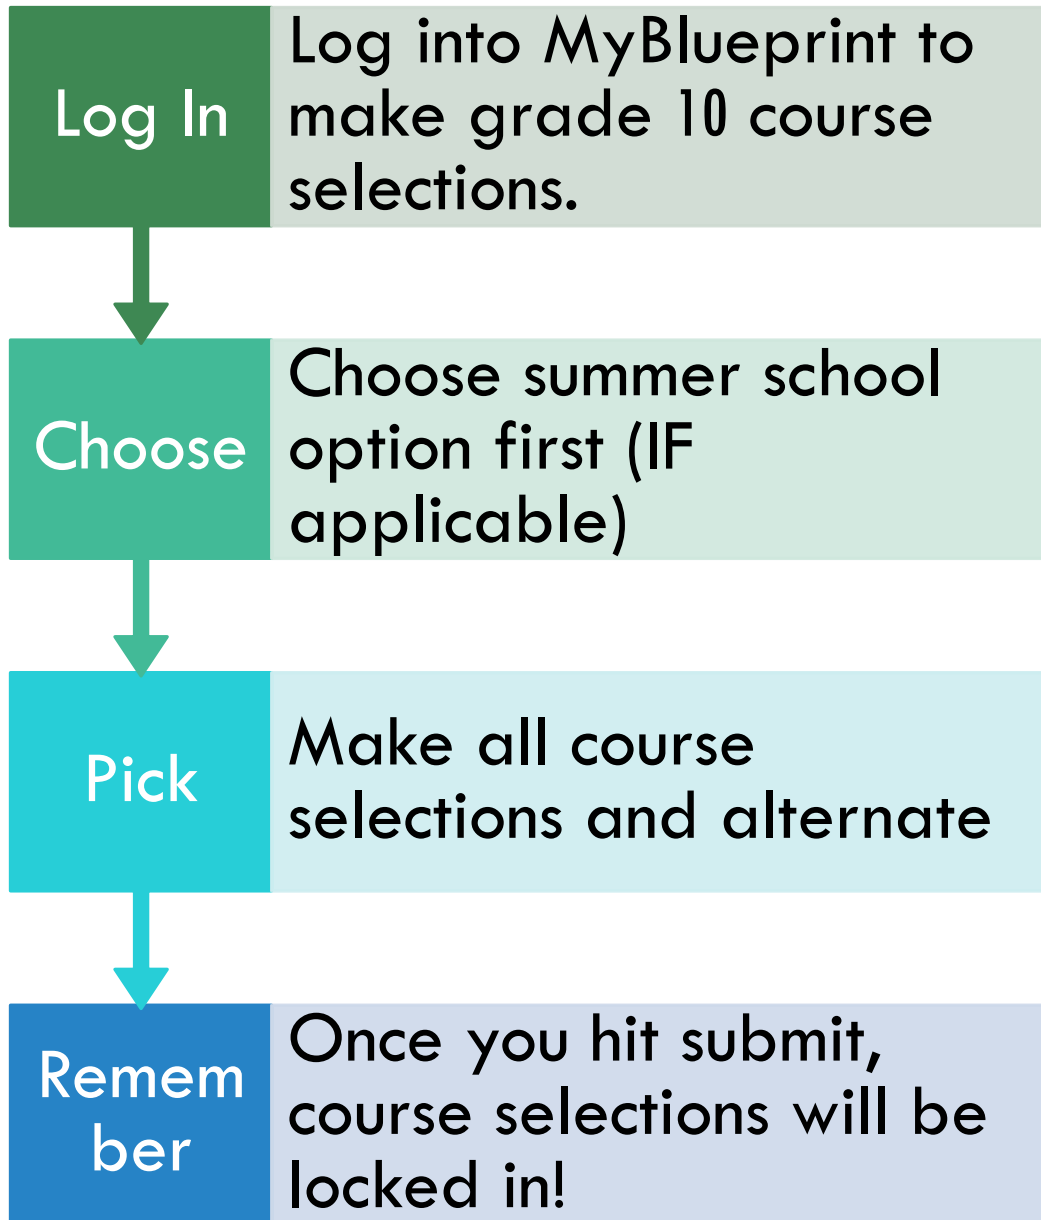 Log In
Log into MyBlueprint to
make grade 10 course
selections.
Choose
Choose summer school
option first (IF
applicable)
Pick
Make all course
selections and alternate
Remem
ber
Once you hit submit,
course selections will be
locked in!